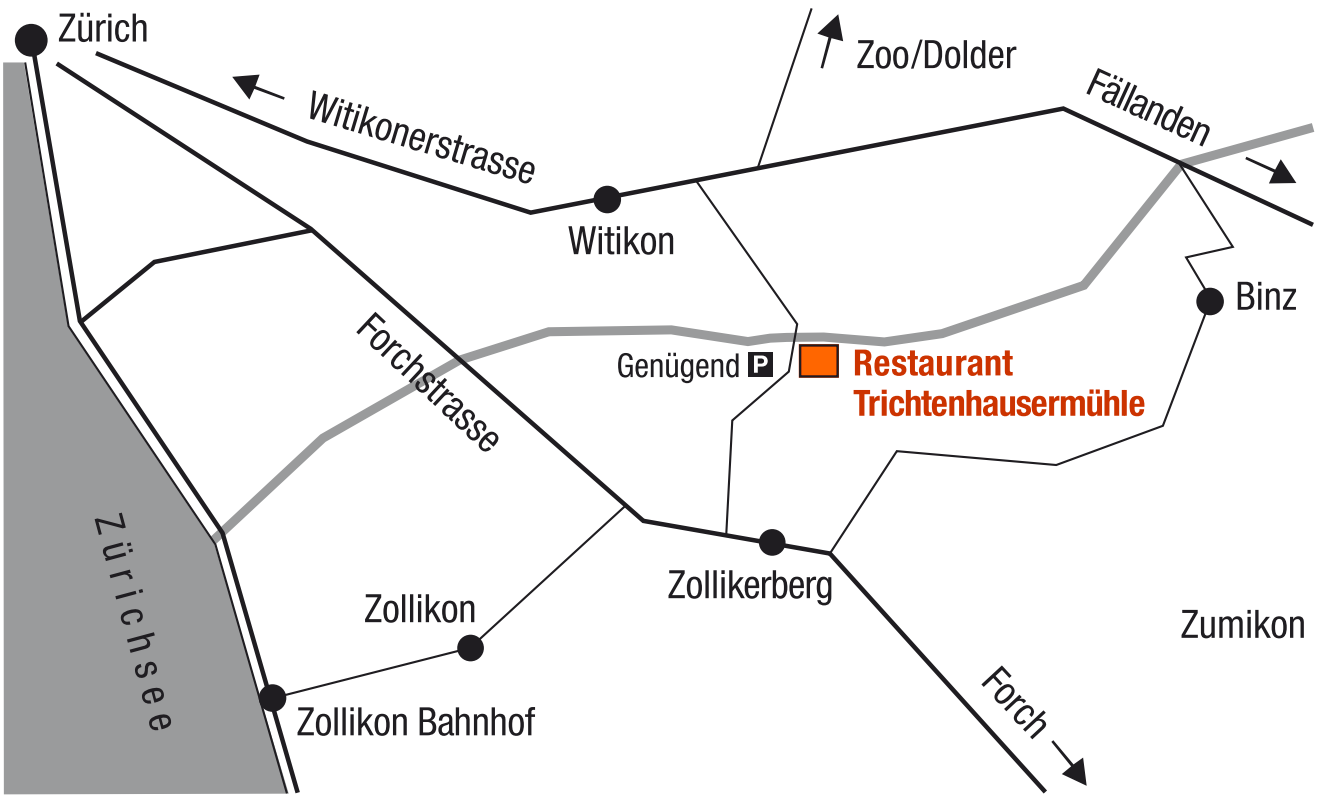 Zürich
Zoo/Dolder
Fällanden
Witikonerstrasse
Witikon
Binz
Forchstrasse
Genügend P
Restaurant
Trichtenhausermühle
Zürichsee
Zollikerberg
Zollikon
Zumikon
Forch
Zollikon Bahnhof